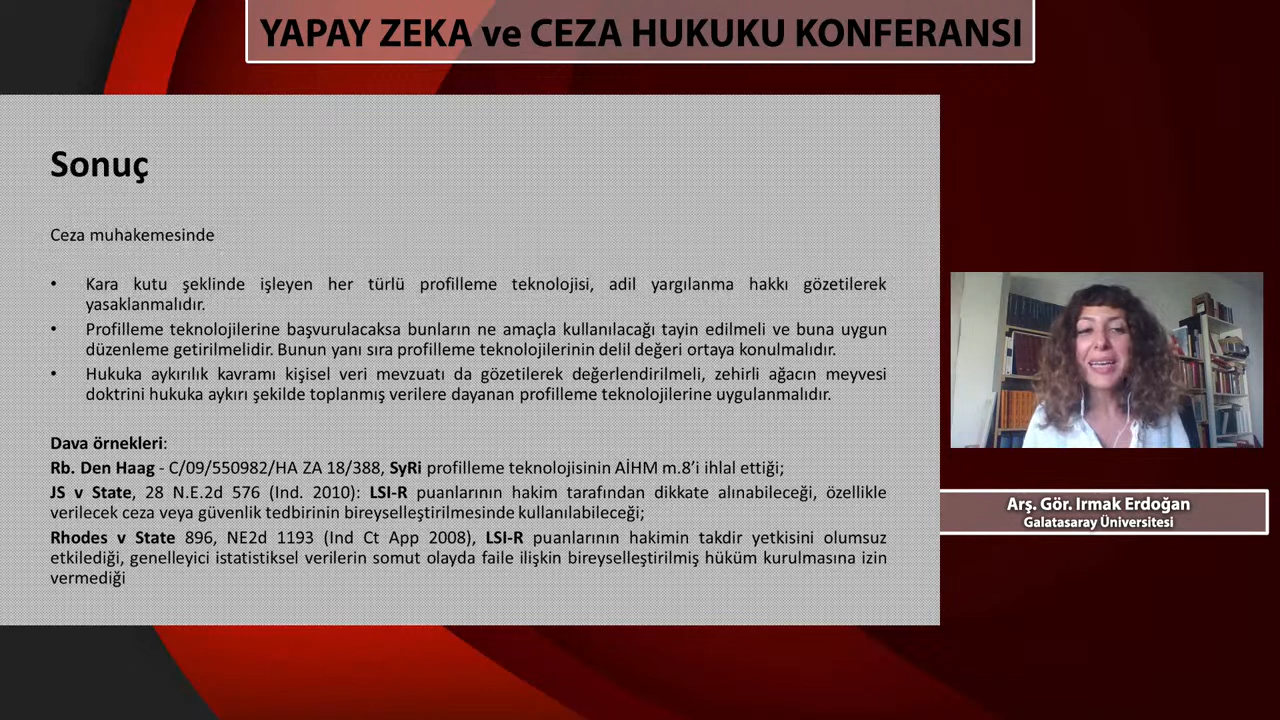 YAPAY ZEKA ve CEZA HUKUKU KONFERANSI
Sonuç
Ceza muhakemesinde
• Kara kutu şeklinde işleyen her türlü profilleme teknolojisi, adil yargılanma hakkı gözetilerek
yasaklanmalıdır.
• Profilleme teknolojilerine başvurulacaksa bunların ne amaçla kullanılacağı tayin edilmeli ve buna uygun
düzenleme getirilmelidir. Bunun yanı sıra profilleme teknolojilerinin delil değeri ortaya konulmalıdır.
• Hukuka aykırılık kavramı kişisel veri mevzuatı da gözetilerek değerlendirilmeli, zehirli ağacın meyvesi
doktrini hukuka aykırı şekilde toplanmış verilere dayanan profilleme teknolojilerine uygulanmalıdır.
Dava örnekleri:
Rb. Den Haag - C/09/550982/HA ZA 18/388, SyRi profilleme teknolojisinin AİHM m.8'i ihlal ettiği;
JS v State, 28 N.E.2d 576 (Ind. 2010): LSI-R puanlarının hakim tarafından dikkate alınabileceği, özellikle
verilecek ceza veya güvenlik tedbirinin bireyselleştirilmesinde kullanılabileceği;
Rhodes v State 896, NE2d 1193 (Ind Ct App 2008), LSI-R puanlarının hakimin takdir yetkisini olumsuz
etkilediği, genelleyici istatistiksel verilerin somut olayda faile ilişkin bireyselleştirilmiş hüküm kurulmasına izin
vermediği
Arş. Gör. Irmak Erdoğan
Galatasaray Üniversitesi